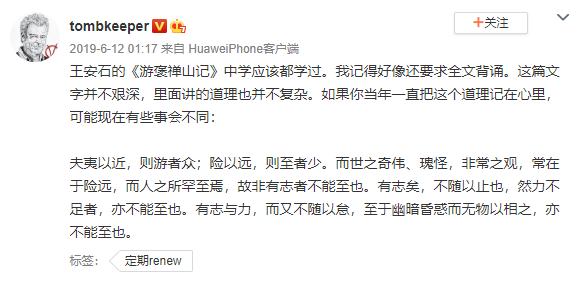 tombkeeper
+关注
2019-6-12 01:17 来自 HuaweiPhone客户端
王安石的《游褒禅山记》中学应该都学过。我记得好像还要求全文背诵。这篇文
字并不艰深，里面讲的道理也并不复杂。如果你当年一直把这个道理记在心里，
可能现在有些事会不同：
夫夷以近，则游者众；险以远，则至者少。而世之奇伟、瑰怪，非常之观，常在
于险远，而人之所罕至焉，故非有志者不能至也。有志矣，不随以止也，然力不
足者，亦不能至也。有志与力，而又不随以怠，至于幽暗昏惑而无物以相之，亦
不能至也。
标签： 定期renew